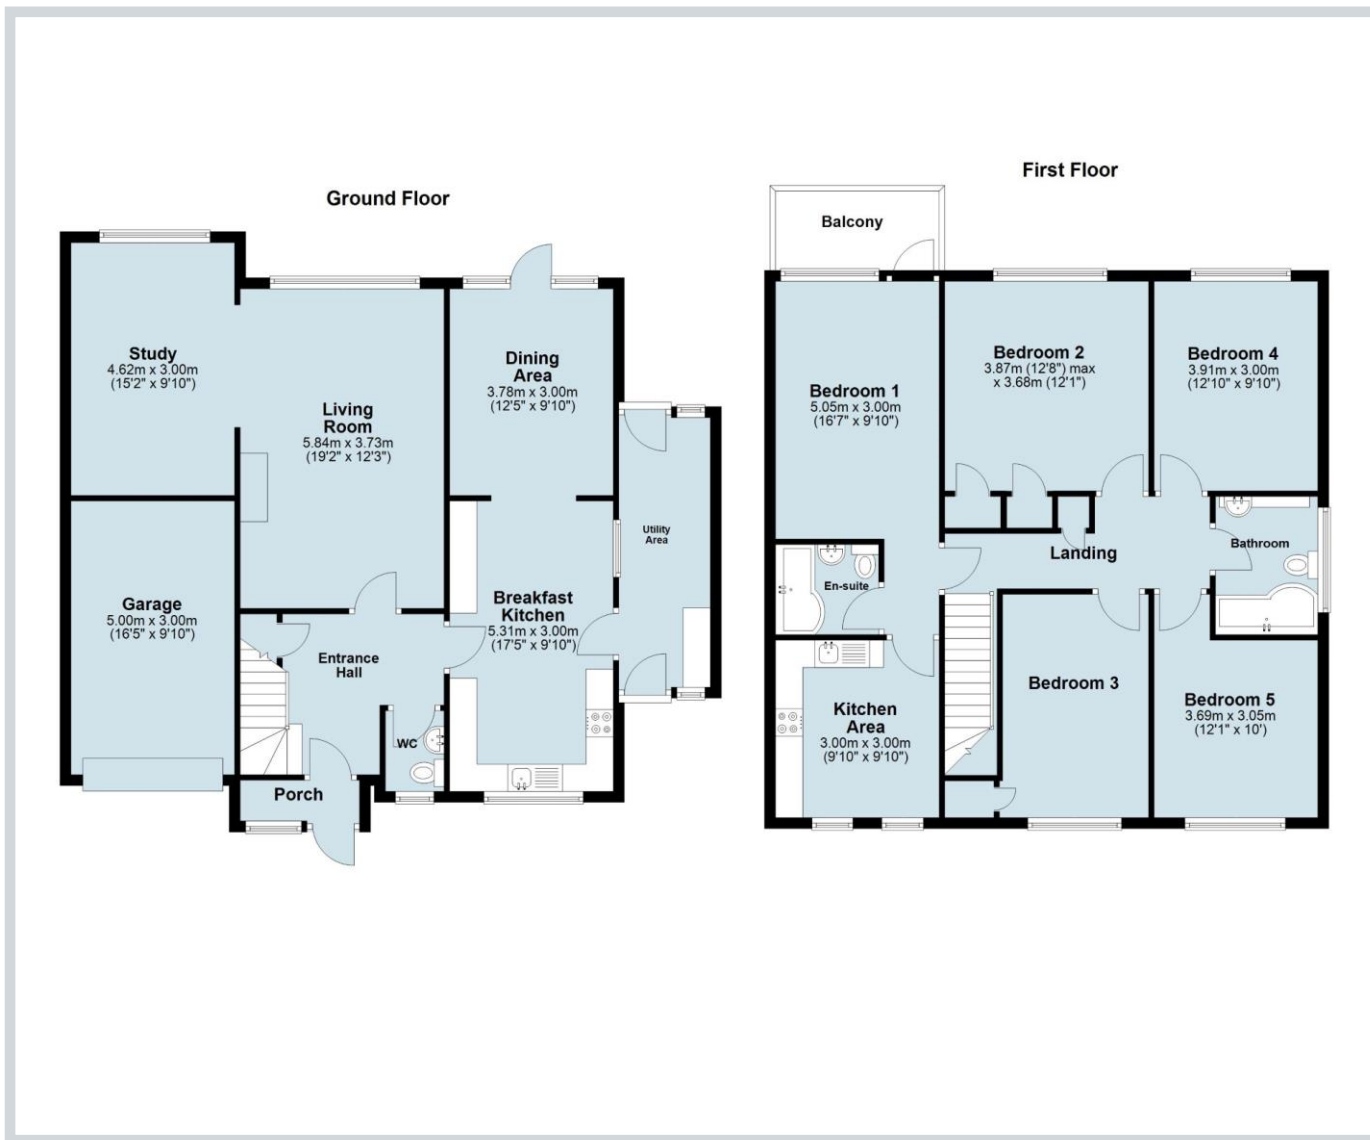 Ground Floor
Study
4.62m x 3.00m
(15'2" x 9'10")
Living
Room
5.84m x 3.73m
(19'2" x 12'3")
Dining
Area
3.78m x 3.00m
(12'5" x 9'10")
Utility
Area
Garage
5.00m x 3.00m
(16'5" x 9'10")
Entrance
Hall
Breakfast
Kitchen
5.31m x 3.00m
(17'5" x 9'10")
WC
Porch
First Floor
Balcony
Bedroom 1
5.05m x 3.00m
(16'7" x 9'10")
Bedroom 2
3.87m (12'8") max
x 3.68m (12'1")
Bedroom 4
3.91m x 3.00m
(12'10" x 9'10")
Landing
Bathroom
En-suite
Kitchen
Area
3.00m x 3.00m
(9'10" x 9'10")
Bedroom 3
Bedroom 5
3.69m x 3.05m
(12'1" x 10')